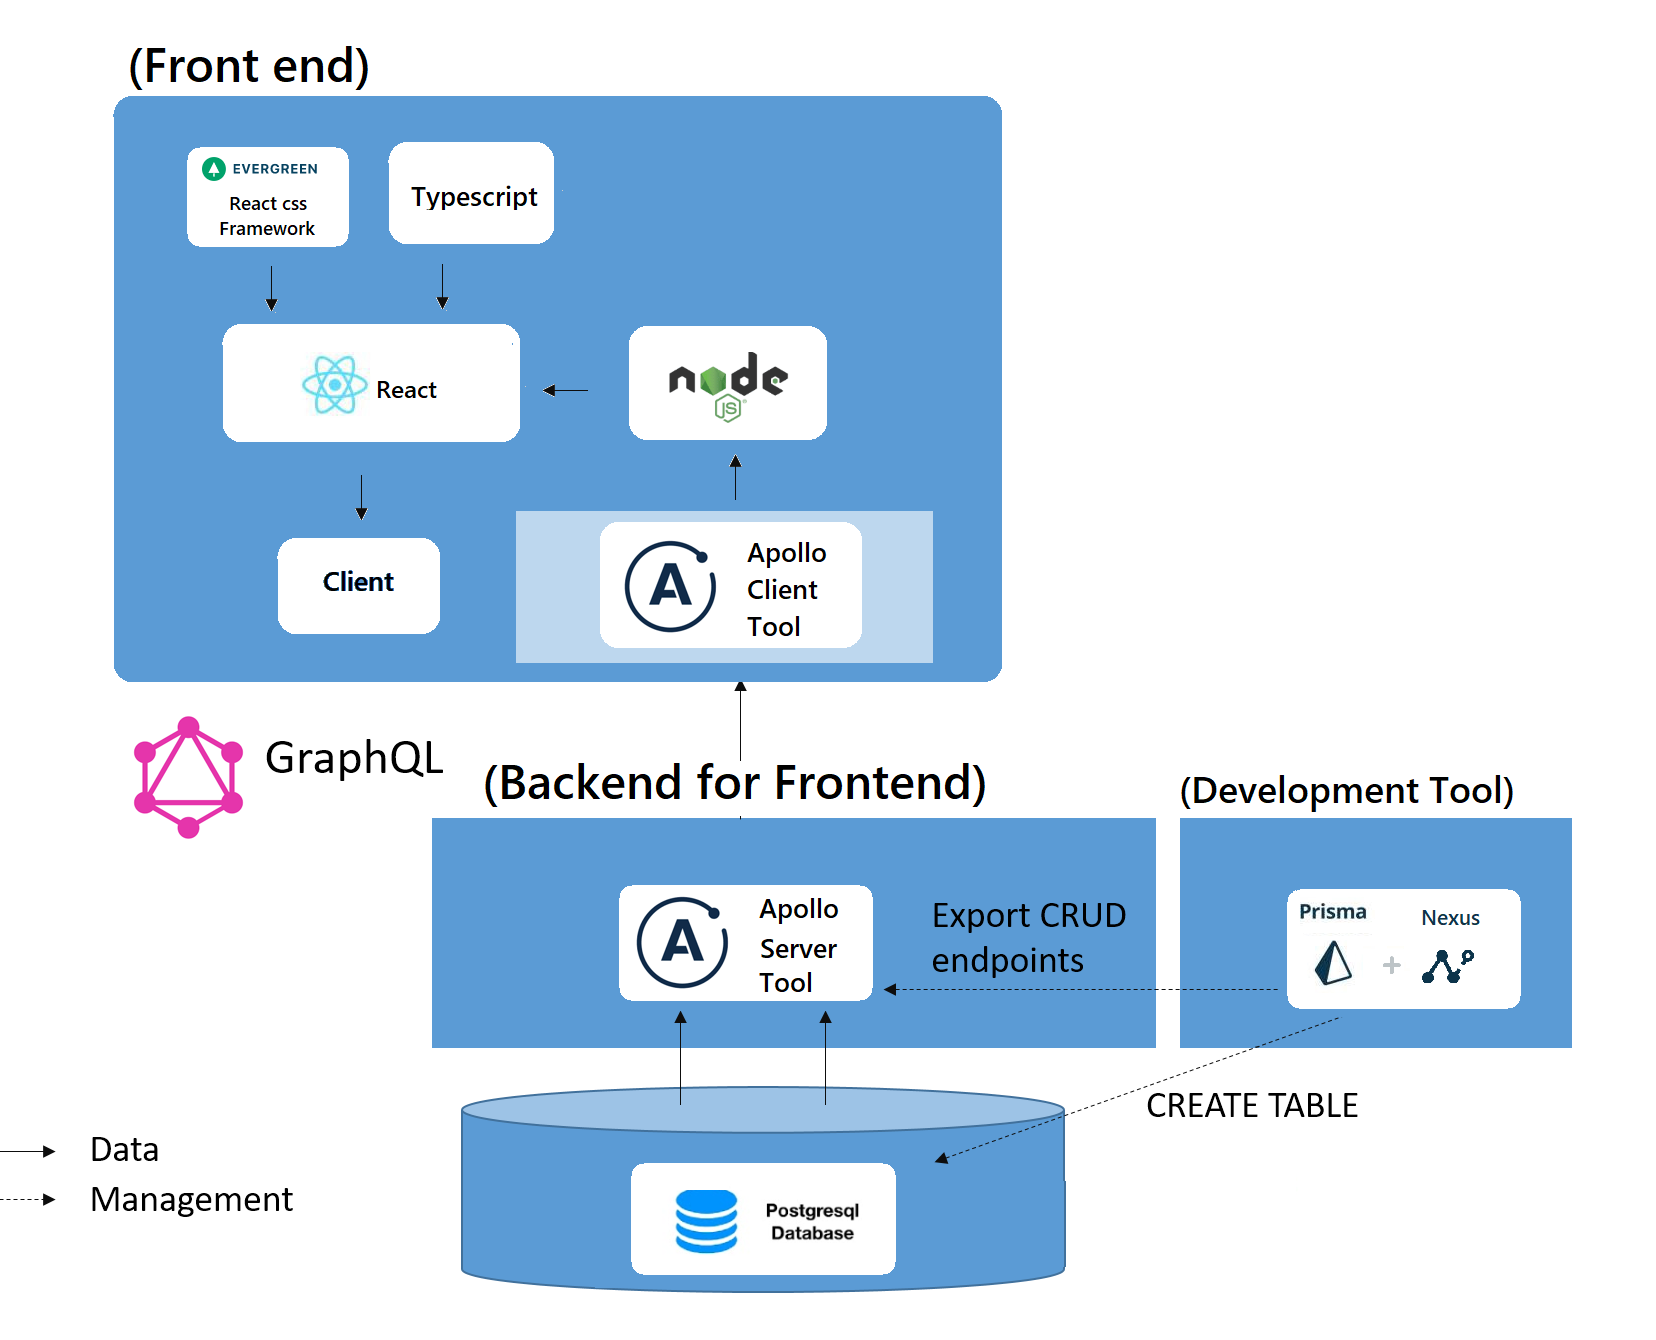 (Front end)
EVERGREEN
React css
Framework
Typescript
React
node
JS
Client
Apollo
Client
Tool
GraphQL
(Backend for Frontend)
(Development Tool)
Apollo
Server
Tool
Export CRUD
endpoints
Prisma
Nexus
+
CREATE TABLE
Data
Management
Postgresql
Database